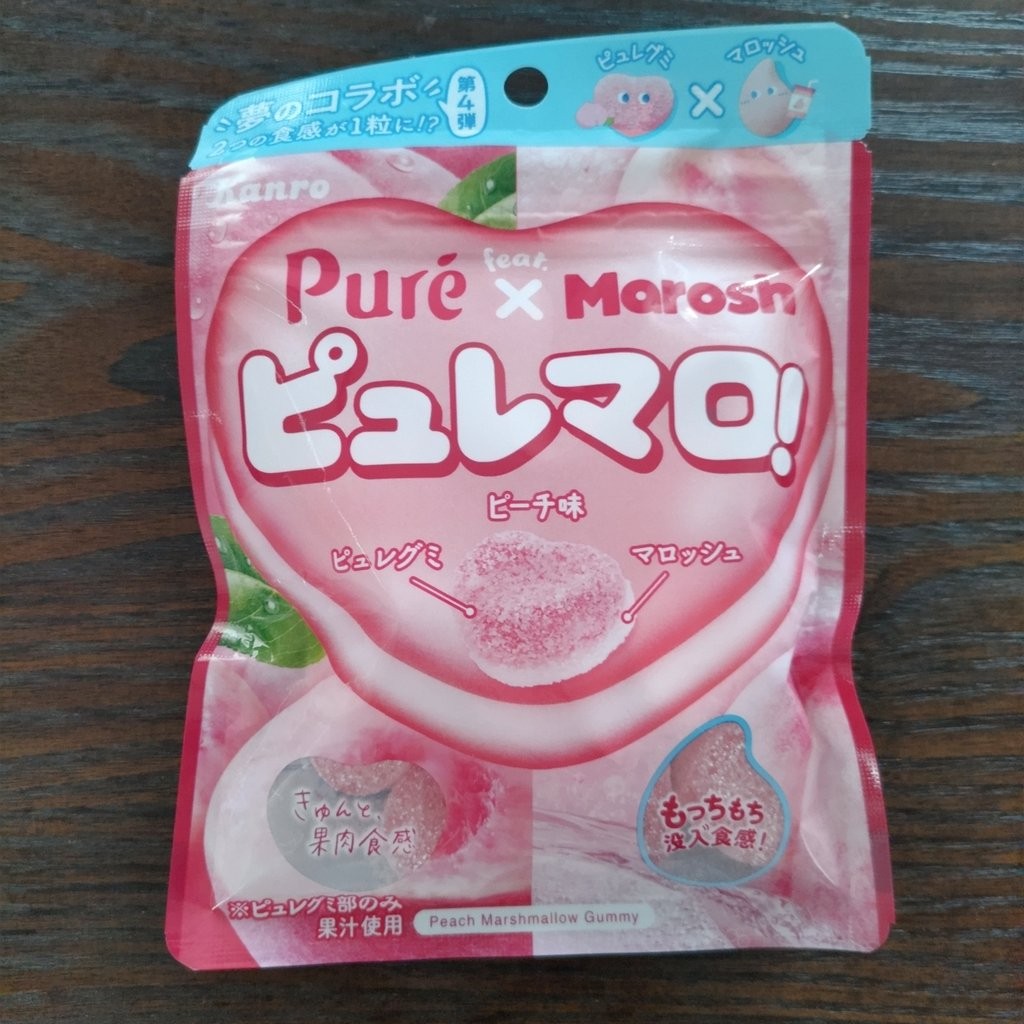 夢のコラボ
2つの食感が1粒に!?
第4弾
ピュレグミ
×
マロッシュ
Kanro
Puré
feat.
×
Marosh
ピュレマロ!
ピーチ味
ピュレグミ
マロッシュ
きゅんと、
果肉食感
もっちもち
没入食感!
※ピュレグミ部のみ
果汁使用
Peach Marshmallow Gummy